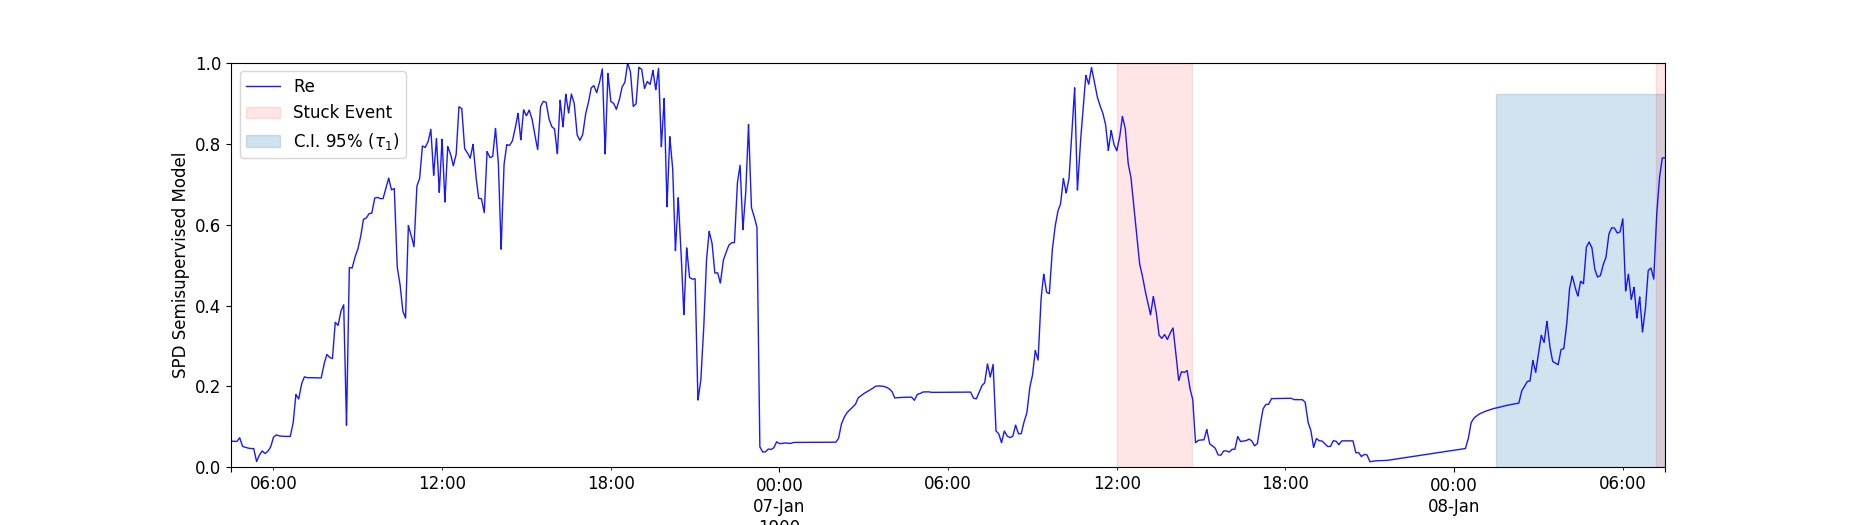 1.0
0.8
0.6
0.4
0.2
0.0
SPD Semisupervised Model
Re
Stuck Event
C.I. 95% (τ₁)
06:00
12:00
18:00
00:00
07-Jan
1900
06:00
12:00
18:00
00:00
08-Jan
06:00